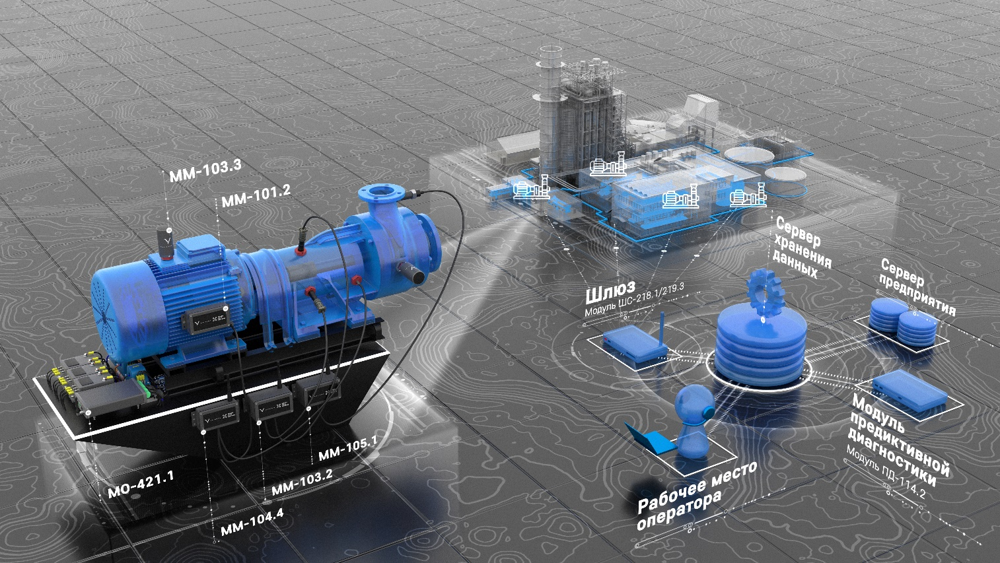 ММ-103.3
ММ-101.2
МО-421.1
ММ-104.4
ММ-103.2
ММ-105.1
Шлюз
Модуль ШС-218.1/219.3
Сервер
хранения
данных
Сервер
предприятия
Модуль
предиктивной
диагностики
Модуль ПД-114.2
Рабочее место
оператора